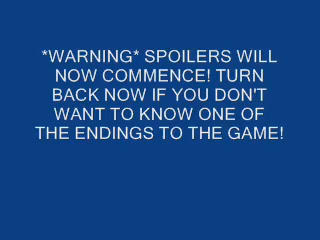 *WARNING* SPOILERS WILL
NOW COMMENCE! TURN
BACK NOW IF YOU DON'T
WANT TO KNOW ONE OF
THE ENDINGS TO THE GAME!